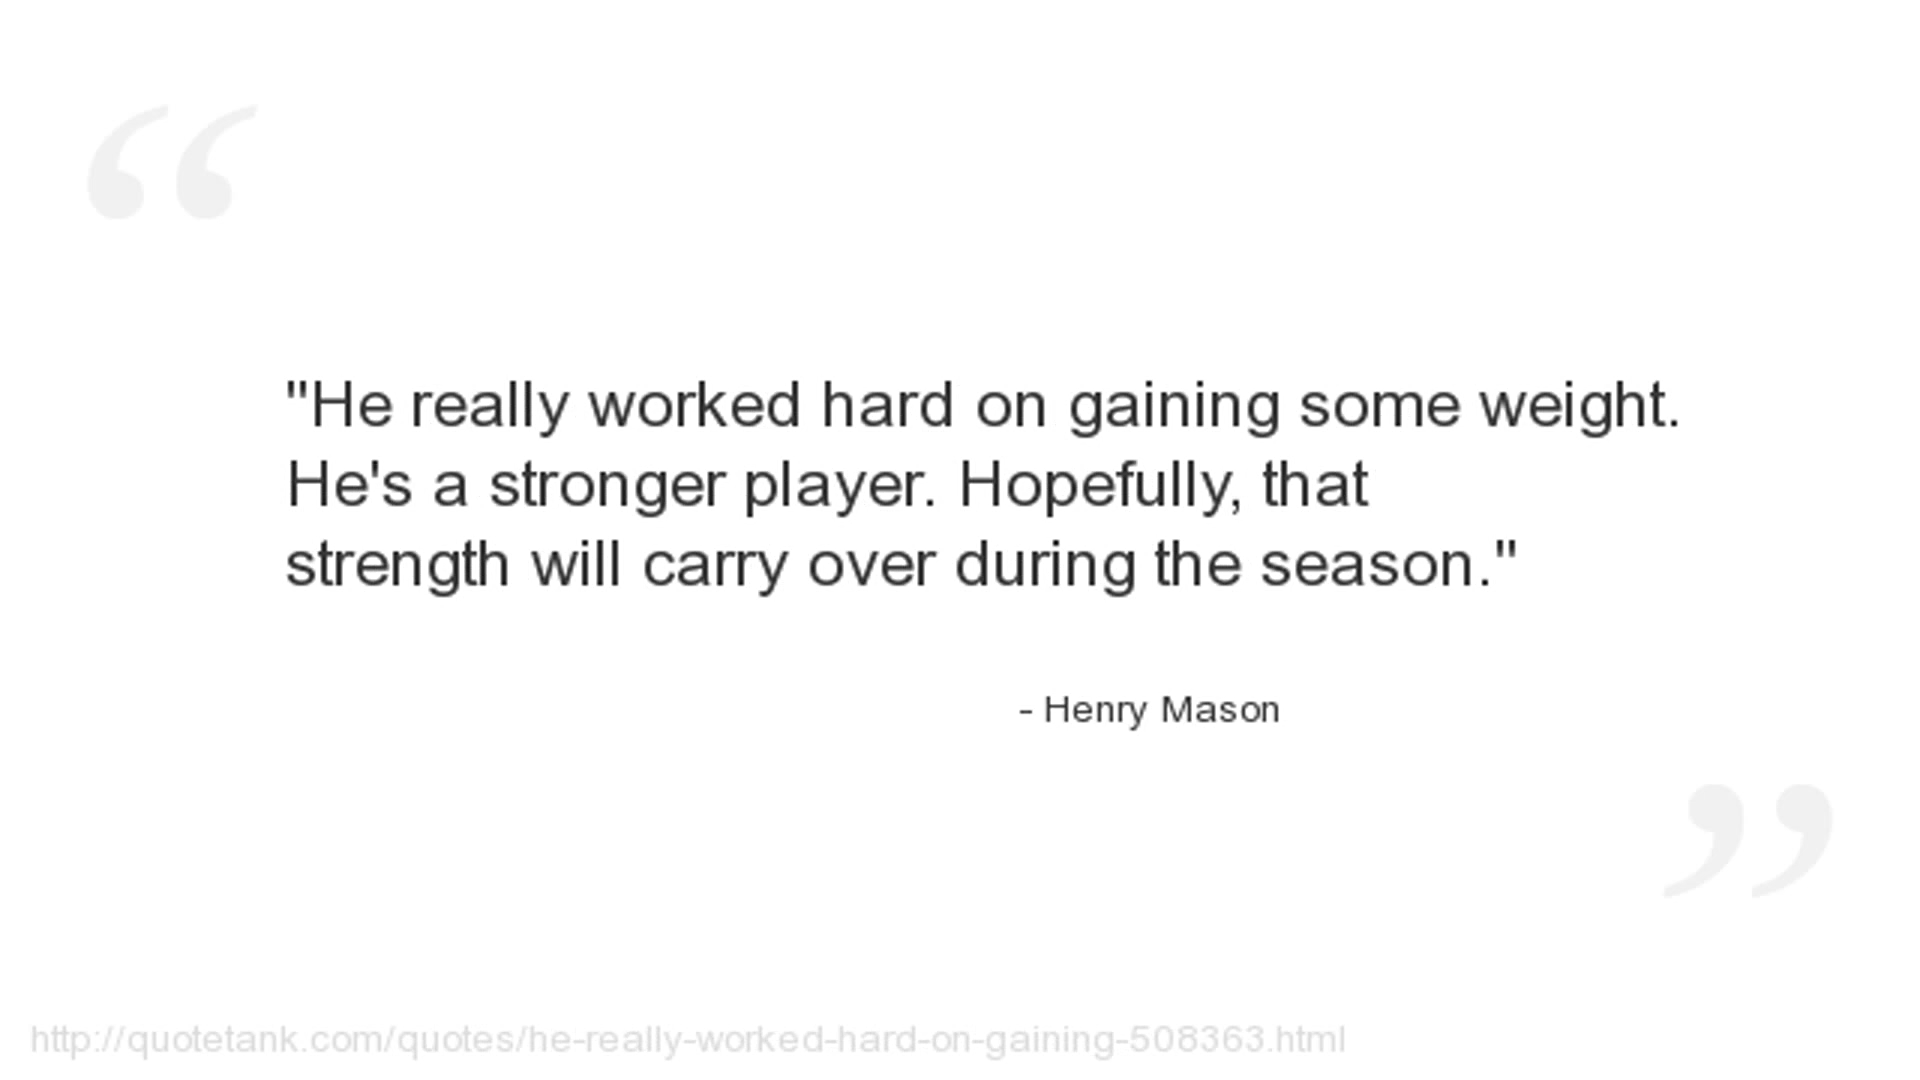 "He really worked hard on gaining some weight.
He's a stronger player. Hopefully, that
strength will carry over during the season."
- Henry Mason
http://quotetank.com/quotes/he-really-worked-hard-on-gaining-508363.html